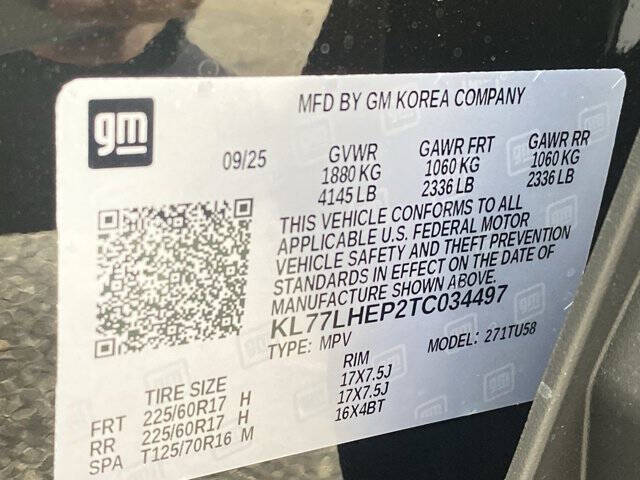 gm
MFD BY GM KOREA COMPANY
09/25 GVWR GAWR FRT GAWR RR
1880 KG 1060 KG 1060 KG
4145 LB 2336 LB 2336 LB
THIS VEHICLE CONFORMS TO ALL
APPLICABLE U.S. FEDERAL MOTOR
VEHICLE SAFETY AND THEFT PREVENTION
STANDARDS IN EFFECT ON THE DATE OF
MANUFACTURE SHOWN ABOVE.
KL77LHEP2TC034497
TYPE: MPV MODEL: 271TU58
TIRE SIZE RIM
FRT 225/60R17 H 17X7.5J
RR 225/60R17 H 17X7.5J
SPA T125/70R16 M 16X4BT